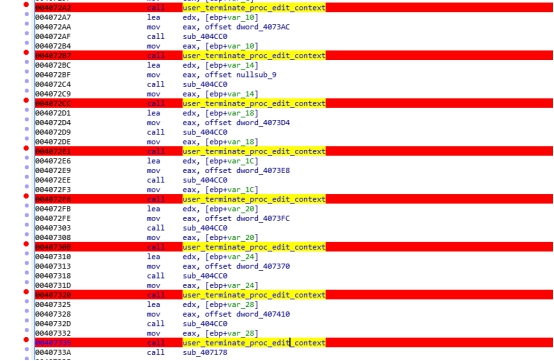 004072A2 call user_terminate_proc_edit_context
004072A7 lea edx, [ebp+var_10]
004072AA mov eax, offset dword_4073AC
004072AF call sub_404CC0
004072B4 mov eax, [ebp+var_10]
004072B7 call user_terminate_proc_edit_context
004072BC lea edx, [ebp+var_14]
004072BF mov eax, offset nullsub_9
004072C4 call sub_404CC0
004072C9 mov eax, [ebp+var_14]
004072CC call user_terminate_proc_edit_context
004072D1 lea edx, [ebp+var_18]
004072D4 mov eax, offset dword_4073D4
004072D9 call sub_404CC0
004072DE mov eax, [ebp+var_18]
004072E1 call user_terminate_proc_edit_context
004072E6 lea edx, [ebp+var_1C]
004072E9 mov eax, offset dword_4073E8
004072EE call sub_404CC0
004072F3 mov eax, [ebp+var_1C]
004072F6 call user_terminate_proc_edit_context
004072FB lea edx, [ebp+var_20]
004072FE mov eax, offset dword_4073FC
00407303 call sub_404CC0
00407308 mov eax, [ebp+var_20]
0040730B call user_terminate_proc_edit_context
00407310 lea edx, [ebp+var_24]
00407313 mov eax, offset dword_407370
00407318 call sub_404CC0
0040731D mov eax, [ebp+var_24]
00407320 call user_terminate_proc_edit_context
00407325 lea edx, [ebp+var_28]
00407328 mov eax, offset dword_407410
0040732D call sub_404CC0
00407332 mov eax, [ebp+var_28]
00407335 call user_terminate_proc_edit_context
0040733A call sub_407178